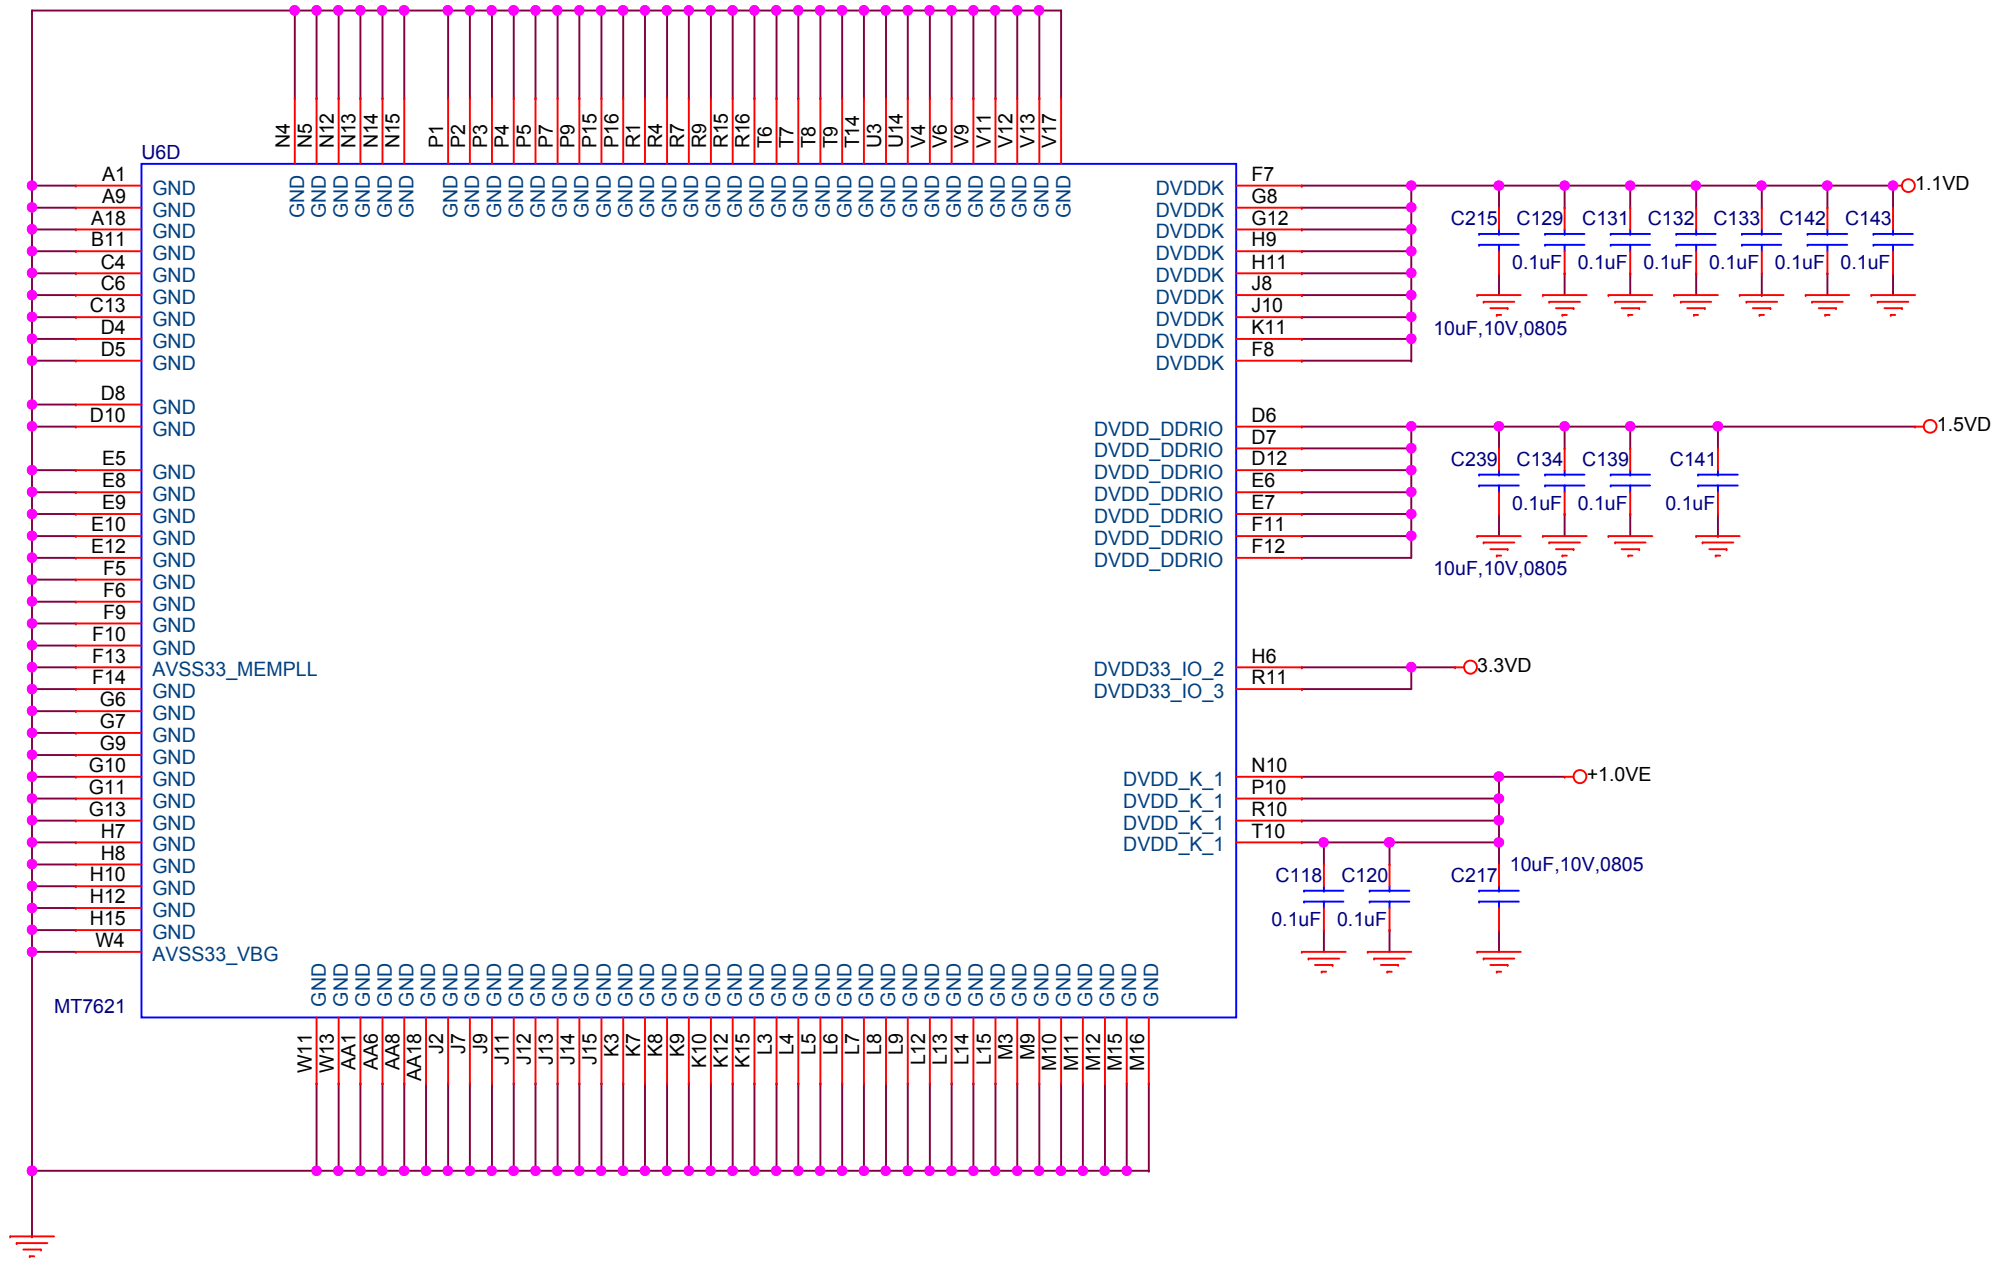 N4 N5 N12 N13 N14 N15 P1 P2 P3 P4 P5 P7 P9 P15 P16 R1 R4 R7 R9 R15 R16 T6 T7 T8 T9 T14 U3 U14 V4 V6 V9 V11 V12 V13 V17
U6D
GND GND GND GND GND GND GND GND GND GND GND GND GND GND GND GND GND GND GND GND GND GND GND GND GND GND GND GND GND GND GND GND GND GND GND
A1 GND
A9 GND
A18 GND
B11 GND
C4 GND
C6 GND
C13 GND
D4 GND
D5 GND
D8 GND
D10 GND
E5 GND
E8 GND
E9 GND
E10 GND
E12 GND
F5 GND
F6 GND
F9 GND
F10 GND
F13 AVSS33_MEMPLL
F14 GND
G6 GND
G7 GND
G9 GND
G10 GND
G11 GND
G13 GND
H7 GND
H8 GND
H10 GND
H12 GND
H15 GND
W4 AVSS33_VBG
MT7621
DVDDK F7
DVDDK G8
DVDDK G12
DVDDK H9
DVDDK H11
DVDDK J8
DVDDK J10
DVDDK K11
DVDDK F8
1.1VD
C215 C129 C131 C132 C133 C142 C143
0.1uF 0.1uF 0.1uF 0.1uF 0.1uF 0.1uF
10uF,10V,0805
DVDD_DDRIO D6
DVDD_DDRIO D7
DVDD_DDRIO D12
DVDD_DDRIO E6
DVDD_DDRIO E7
DVDD_DDRIO F11
DVDD_DDRIO F12
1.5VD
C239 C134 C139 C141
0.1uF 0.1uF 0.1uF
10uF,10V,0805
DVDD33_IO_2 H6
DVDD33_IO_3 R11
3.3VD
DVDD_K_1 N10
DVDD_K_1 P10
DVDD_K_1 R10
DVDD_K_1 T10
+1.0VE
10uF,10V,0805
C118 C120 C217
0.1uF 0.1uF
GND GND GND GND GND GND GND GND GND GND GND GND GND GND GND GND GND GND GND GND GND GND GND GND GND GND GND GND GND GND GND GND GND GND GND GND GND GND GND
W11 W13 AA1 AA6 AA8 AA18 J2 J7 J9 J11 J12 J13 J14 J15 K3 K7 K8 K9 K10 K12 K15 L3 L4 L5 L6 L7 L8 L9 L12 L13 L14 L15 M3 M9 M10 M11 M12 M15 M16